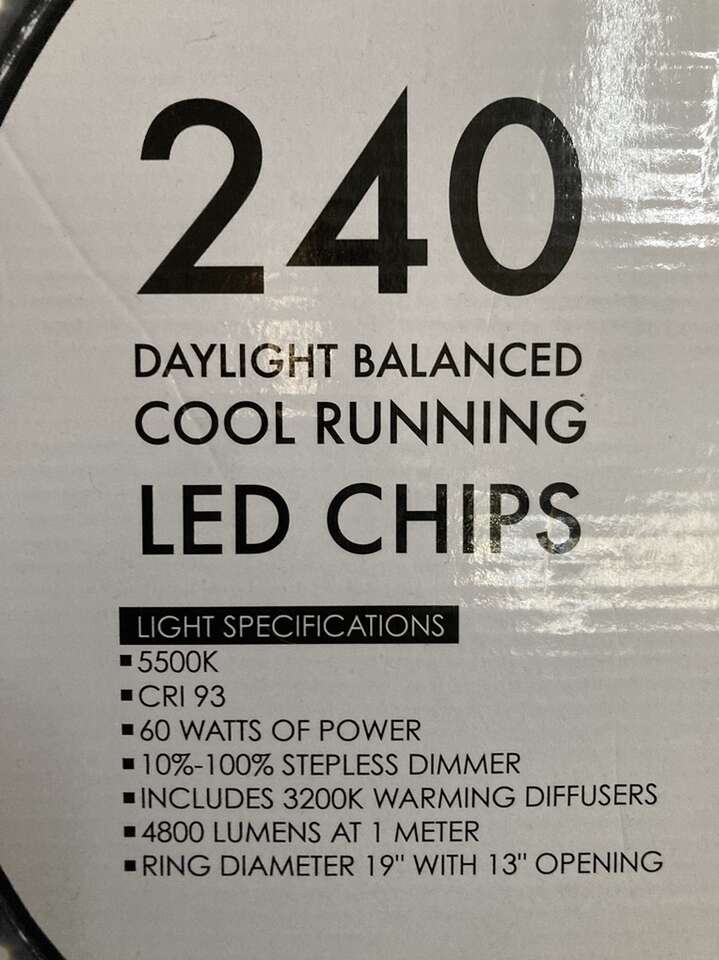 240
DAYLIGHT BALANCED
COOL RUNNING
LED CHIPS
LIGHT SPECIFICATIONS
▪5500K
▪CRI 93
▪60 WATTS OF POWER
▪10%-100% STEPLESS DIMMER
▪INCLUDES 3200K WARMING DIFFUSERS
▪4800 LUMENS AT 1 METER
▪RING DIAMETER 19" WITH 13" OPENING